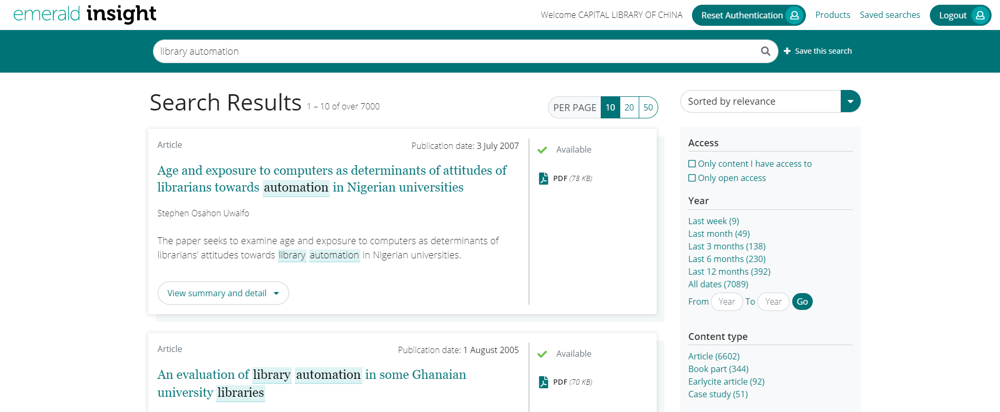 emerald insight
Welcome CAPITAL LIBRARY OF CHINA
Reset Authentication
Products
Saved searches
Logout
library automation
Save this search
Search Results 1 – 10 of over 7000
PER PAGE 10 20 50
Sorted by relevance
Article
Publication date: 3 July 2007
Age and exposure to computers as determinants of attitudes of
librarians towards automation in Nigerian universities
Stephen Osahon Uwaifo
The paper seeks to examine age and exposure to computers as determinants of
librarians’ attitudes towards library automation in Nigerian universities.
View summary and detail
Available
PDF (78 KB)
Article
Publication date: 1 August 2005
An evaluation of library automation in some Ghanaian
university libraries
Available
PDF (70 KB)
Access
Only content I have access to
Only open access
Year
Last week (9)
Last month (49)
Last 3 months (138)
Last 6 months (230)
Last 12 months (392)
All dates (7089)
From Year To Year Go
Content type
Article (6602)
Book part (344)
Earlycite article (92)
Case study (51)